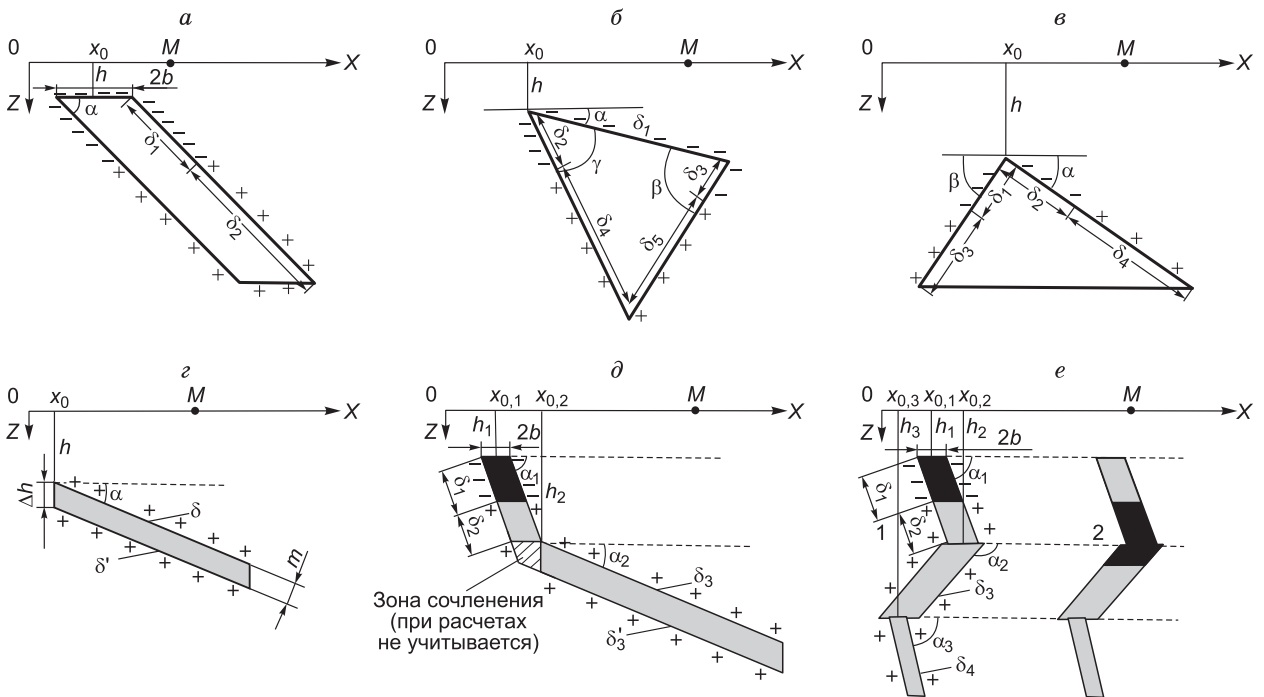 а
0 x₀ M X
h 2b
Z α
δ₁
δ₂
б
0 x₀ M X
h
Z α
δ₁
δ₂
γ
δ₃
β
δ₄
δ₅
в
0 x₀ M X
h
Z
β α
δ₁ δ₂
δ₃ δ₄
г
0 x₀ M X
Z h
Δh α
δ
δ'
m
д
0 x₀,₁ x₀,₂ M X
Z h₁ 2b
α₁
δ₁ h₂
δ₂
α₂
δ₃
Зона сочленения
(при расчетах
не учитывается)
δ₃'
е
0 x₀,₃ x₀,₁ x₀,₂ M X
Z h₃ h₁ h₂
2b
α₁
δ₁
1 δ₂ 2
α₂
δ₃
α₃
δ₄